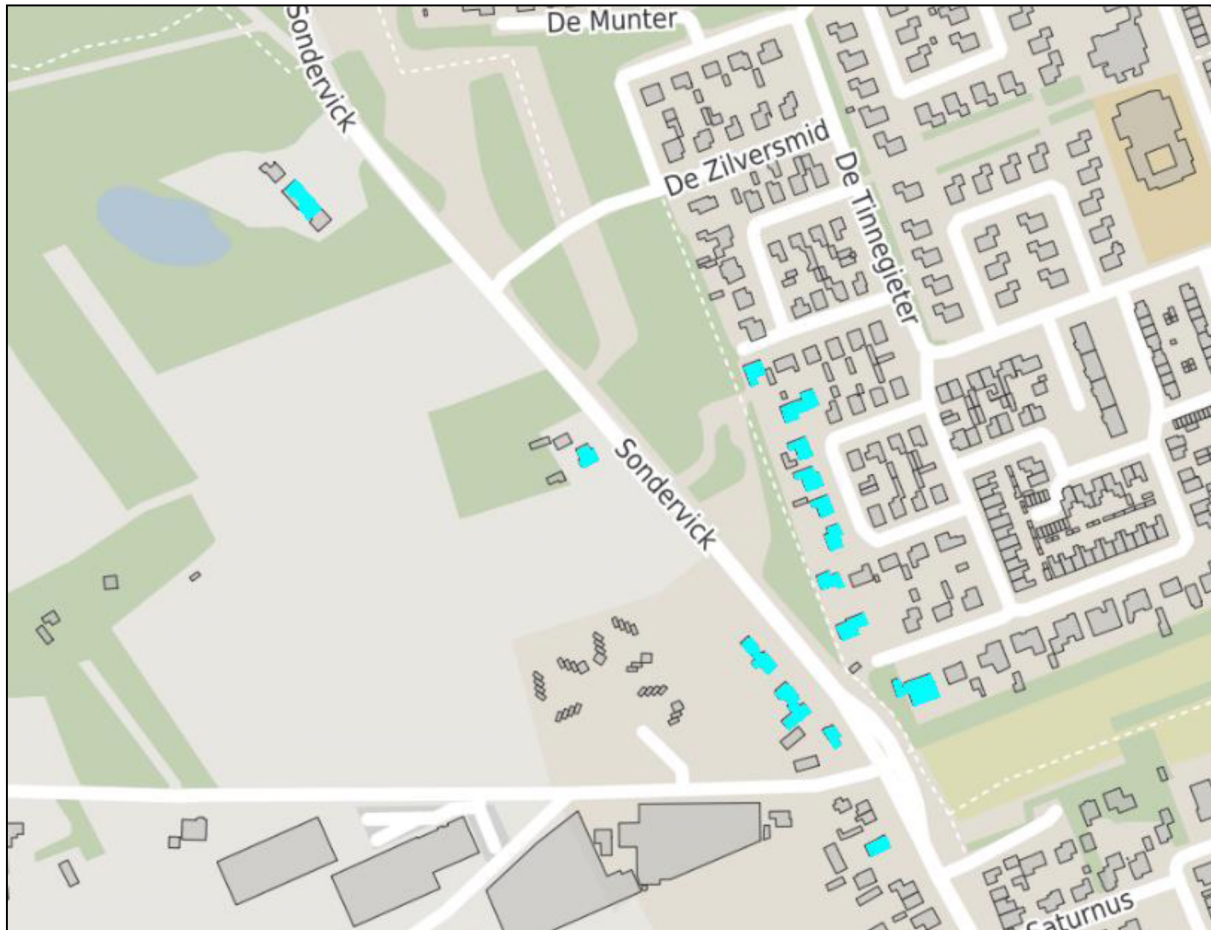 De Munter
Sondervick
De Zilversmid
De Tinnegieter
Sondervick
Saturnus